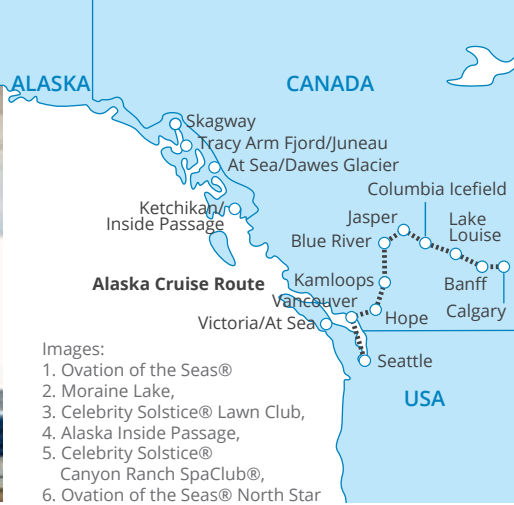 ALASKA
CANADA
Skagway
Tracy Arm Fjord/Juneau
At Sea/Dawes Glacier
Columbia Icefield
Ketchikan/
Inside Passage
Jasper
Lake
Louise
Blue River
Alaska Cruise Route
Kamloops
Banff
Vancouver
Calgary
Victoria/At Sea
Hope
Images:
1. Ovation of the Seas®
2. Moraine Lake,
3. Celebrity Solstice® Lawn Club,
4. Alaska Inside Passage,
5. Celebrity Solstice®
Canyon Ranch SpaClub®,
6. Ovation of the Seas® North Star
Seattle
USA